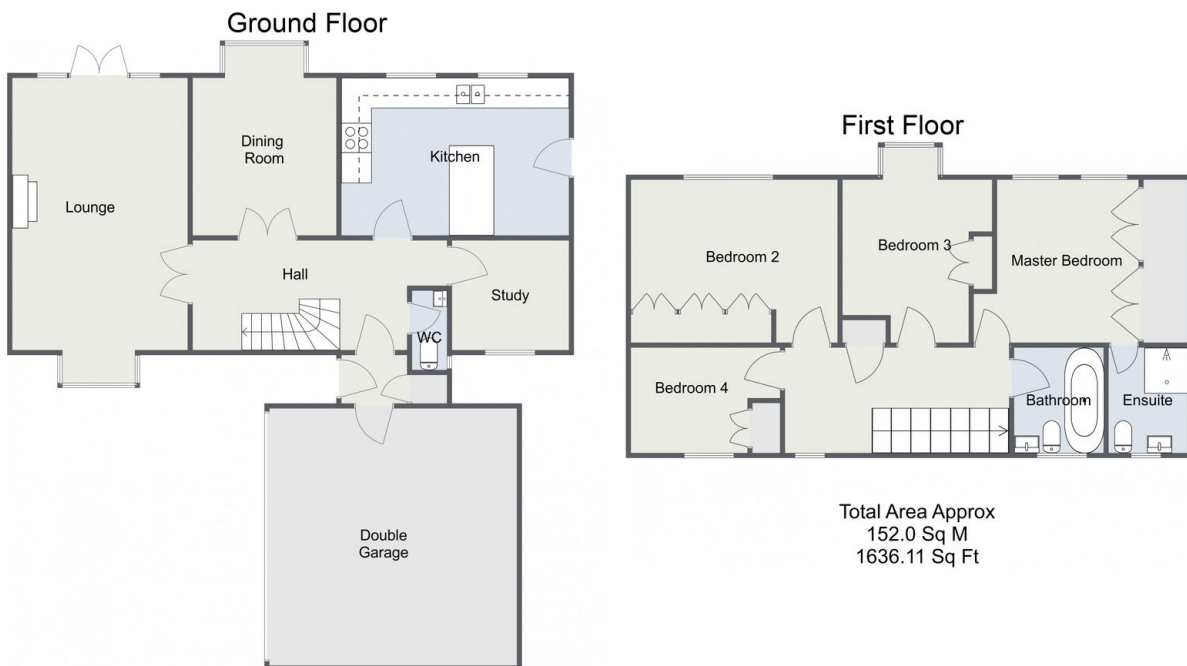 Ground Floor
Dining
Room
Kitchen
Lounge
Hall
Study
WC
Double
Garage
First Floor
Bedroom 2
Bedroom 3
Master Bedroom
Bedroom 4
Bathroom
Ensuite
Total Area Approx
152.0 Sq M
1636.11 Sq Ft